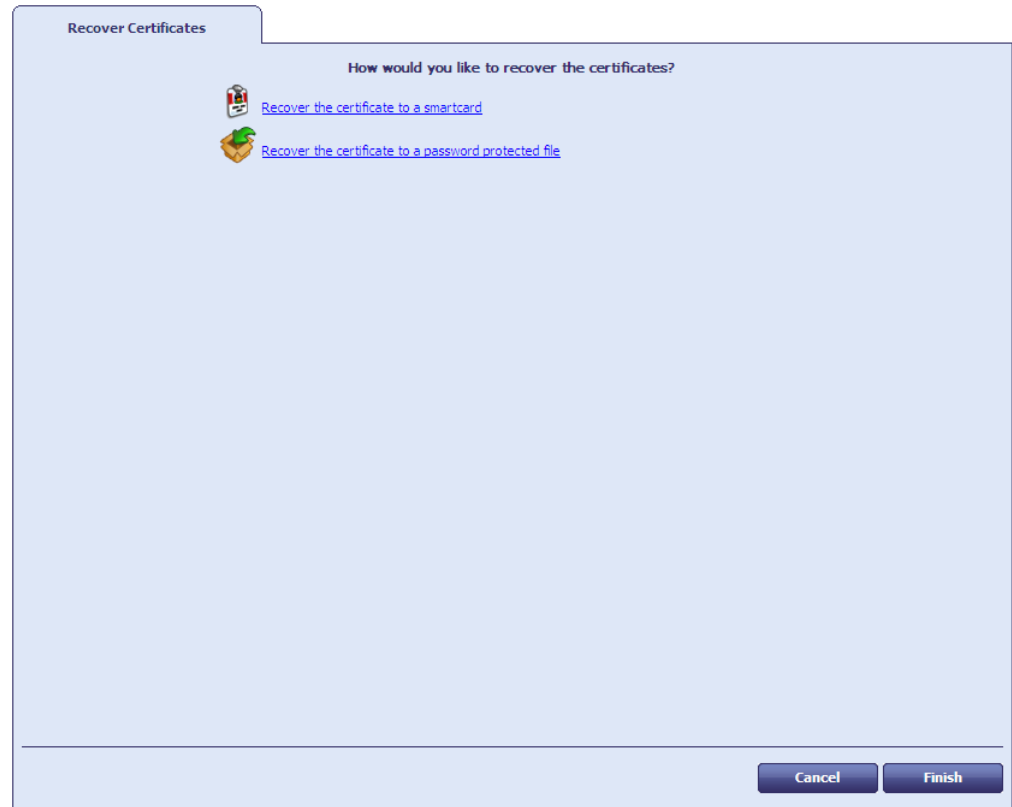 Recover Certificates
How would you like to recover the certificates?
Recover the certificate to a smartcard
Recover the certificate to a password protected file
Cancel Finish